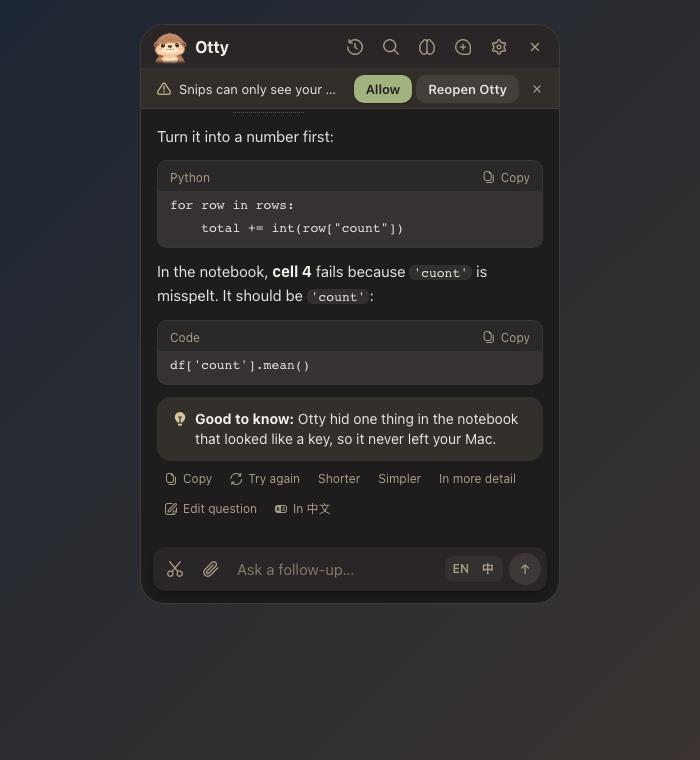 Otty
Snips can only see your ...
Allow
Reopen Otty
Turn it into a number first:
Python
Copy
for row in rows:
    total += int(row["count"])
In the notebook, cell 4 fails because 'cuont' is
misspelt. It should be 'count':
Code
Copy
df['count'].mean()
Good to know: Otty hid one thing in the notebook
that looked like a key, so it never left your Mac.
Copy
Try again
Shorter
Simpler
In more detail
Edit question
In 中文
Ask a follow-up...
EN 中